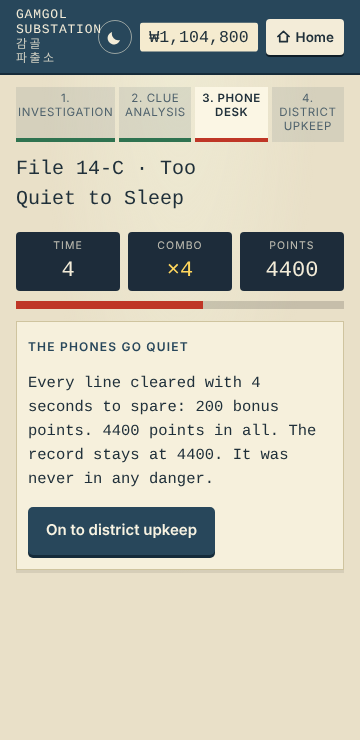 GAMGOL
SUBSTATION
감골
파출소
₩1,104,800
Home
1.
INVESTIGATION
2. CLUE
ANALYSIS
3. PHONE
DESK
4.
DISTRICT
UPKEEP
File 14-C · Too
Quiet to Sleep
TIME
4
COMBO
×4
POINTS
4400
THE PHONES GO QUIET
Every line cleared with 4
seconds to spare: 200 bonus
points. 4400 points in all. The
record stays at 4400. It was
never in any danger.
On to district upkeep